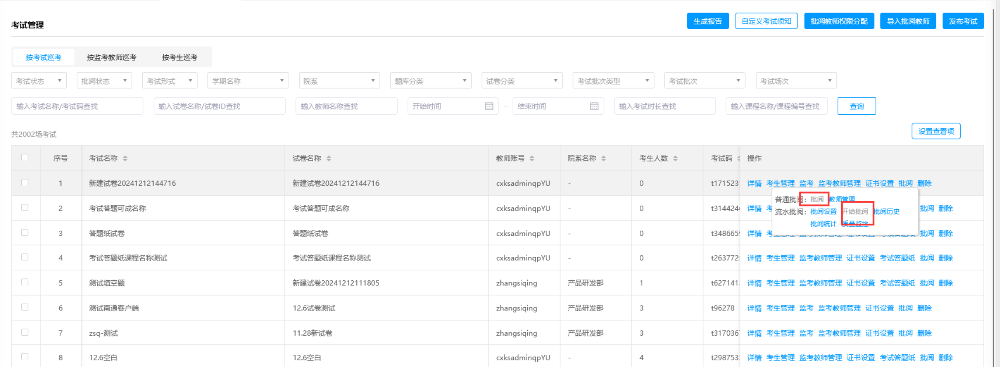 考试管理
生成报告 自定义考试须知 批阅教师权限分配 导入批阅教师 发布考试
按考试巡考 按监考教师巡考 按考生巡考
考试状态 批阅状态 考试形式 学期名称 院系 题库分类 试卷分类 考试批次类型 考试批次 考试场次
输入考试名称/考试码查找 输入试卷名称/试卷ID查找 输入教师名称查找 开始时间 - 结束时间 输入考试时长查找 输入课程名称/课程编号查找 查询
共2002场考试 设置查看项
序号 考试名称 试卷名称 教师账号 院系名称 考生人数 考试码 操作
1 新建试卷20241212144716 新建试卷20241212144716 cxksadminqpYU - 0 t171523 详情 考生管理 监考 监考教师管理 证书设置 批阅 删除
普通批阅： 批阅 教师管理
2 考试答题可成名称 考试答题可成名称 cxksadminqpYU - 0 t314424 详情 批阅 删除
流水批阅： 批阅设置 开始批阅 批阅历史
批阅统计 质量监控
3 答题纸试卷 答题纸试卷 cxksadminqpYU - 0 t348665 详情 批阅 删除
4 考试答题纸课程名称测试 考试答题纸课程名称测试 cxksadminqpYU - 0 t263772 详情 考生管理 监考教师管理 证书设置 考试答题纸 批阅 删除
5 测试填空题 新建试卷20241212111805 zhangsiqing 产品研发部 1 t627141 详情 考生管理 监考教师管理 证书设置 考试答题纸 批阅 删除
6 测试南通客户端 12.6试卷测试 zhangsiqing 产品研发部 3 t96278 详情 考生管理 监考 监考教师管理 证书设置 批阅 删除
7 zsq-测试 11.28新试卷 zhangsiqing 产品研发部 3 t317036 详情 考生管理 监考 监考教师管理 证书设置 批阅 删除
8 12.6空白 12.6空白 cxksadminqpYU - 4 t298753 详情 考生管理 监考教师管理 证书设置 考试答题纸 批阅 删除